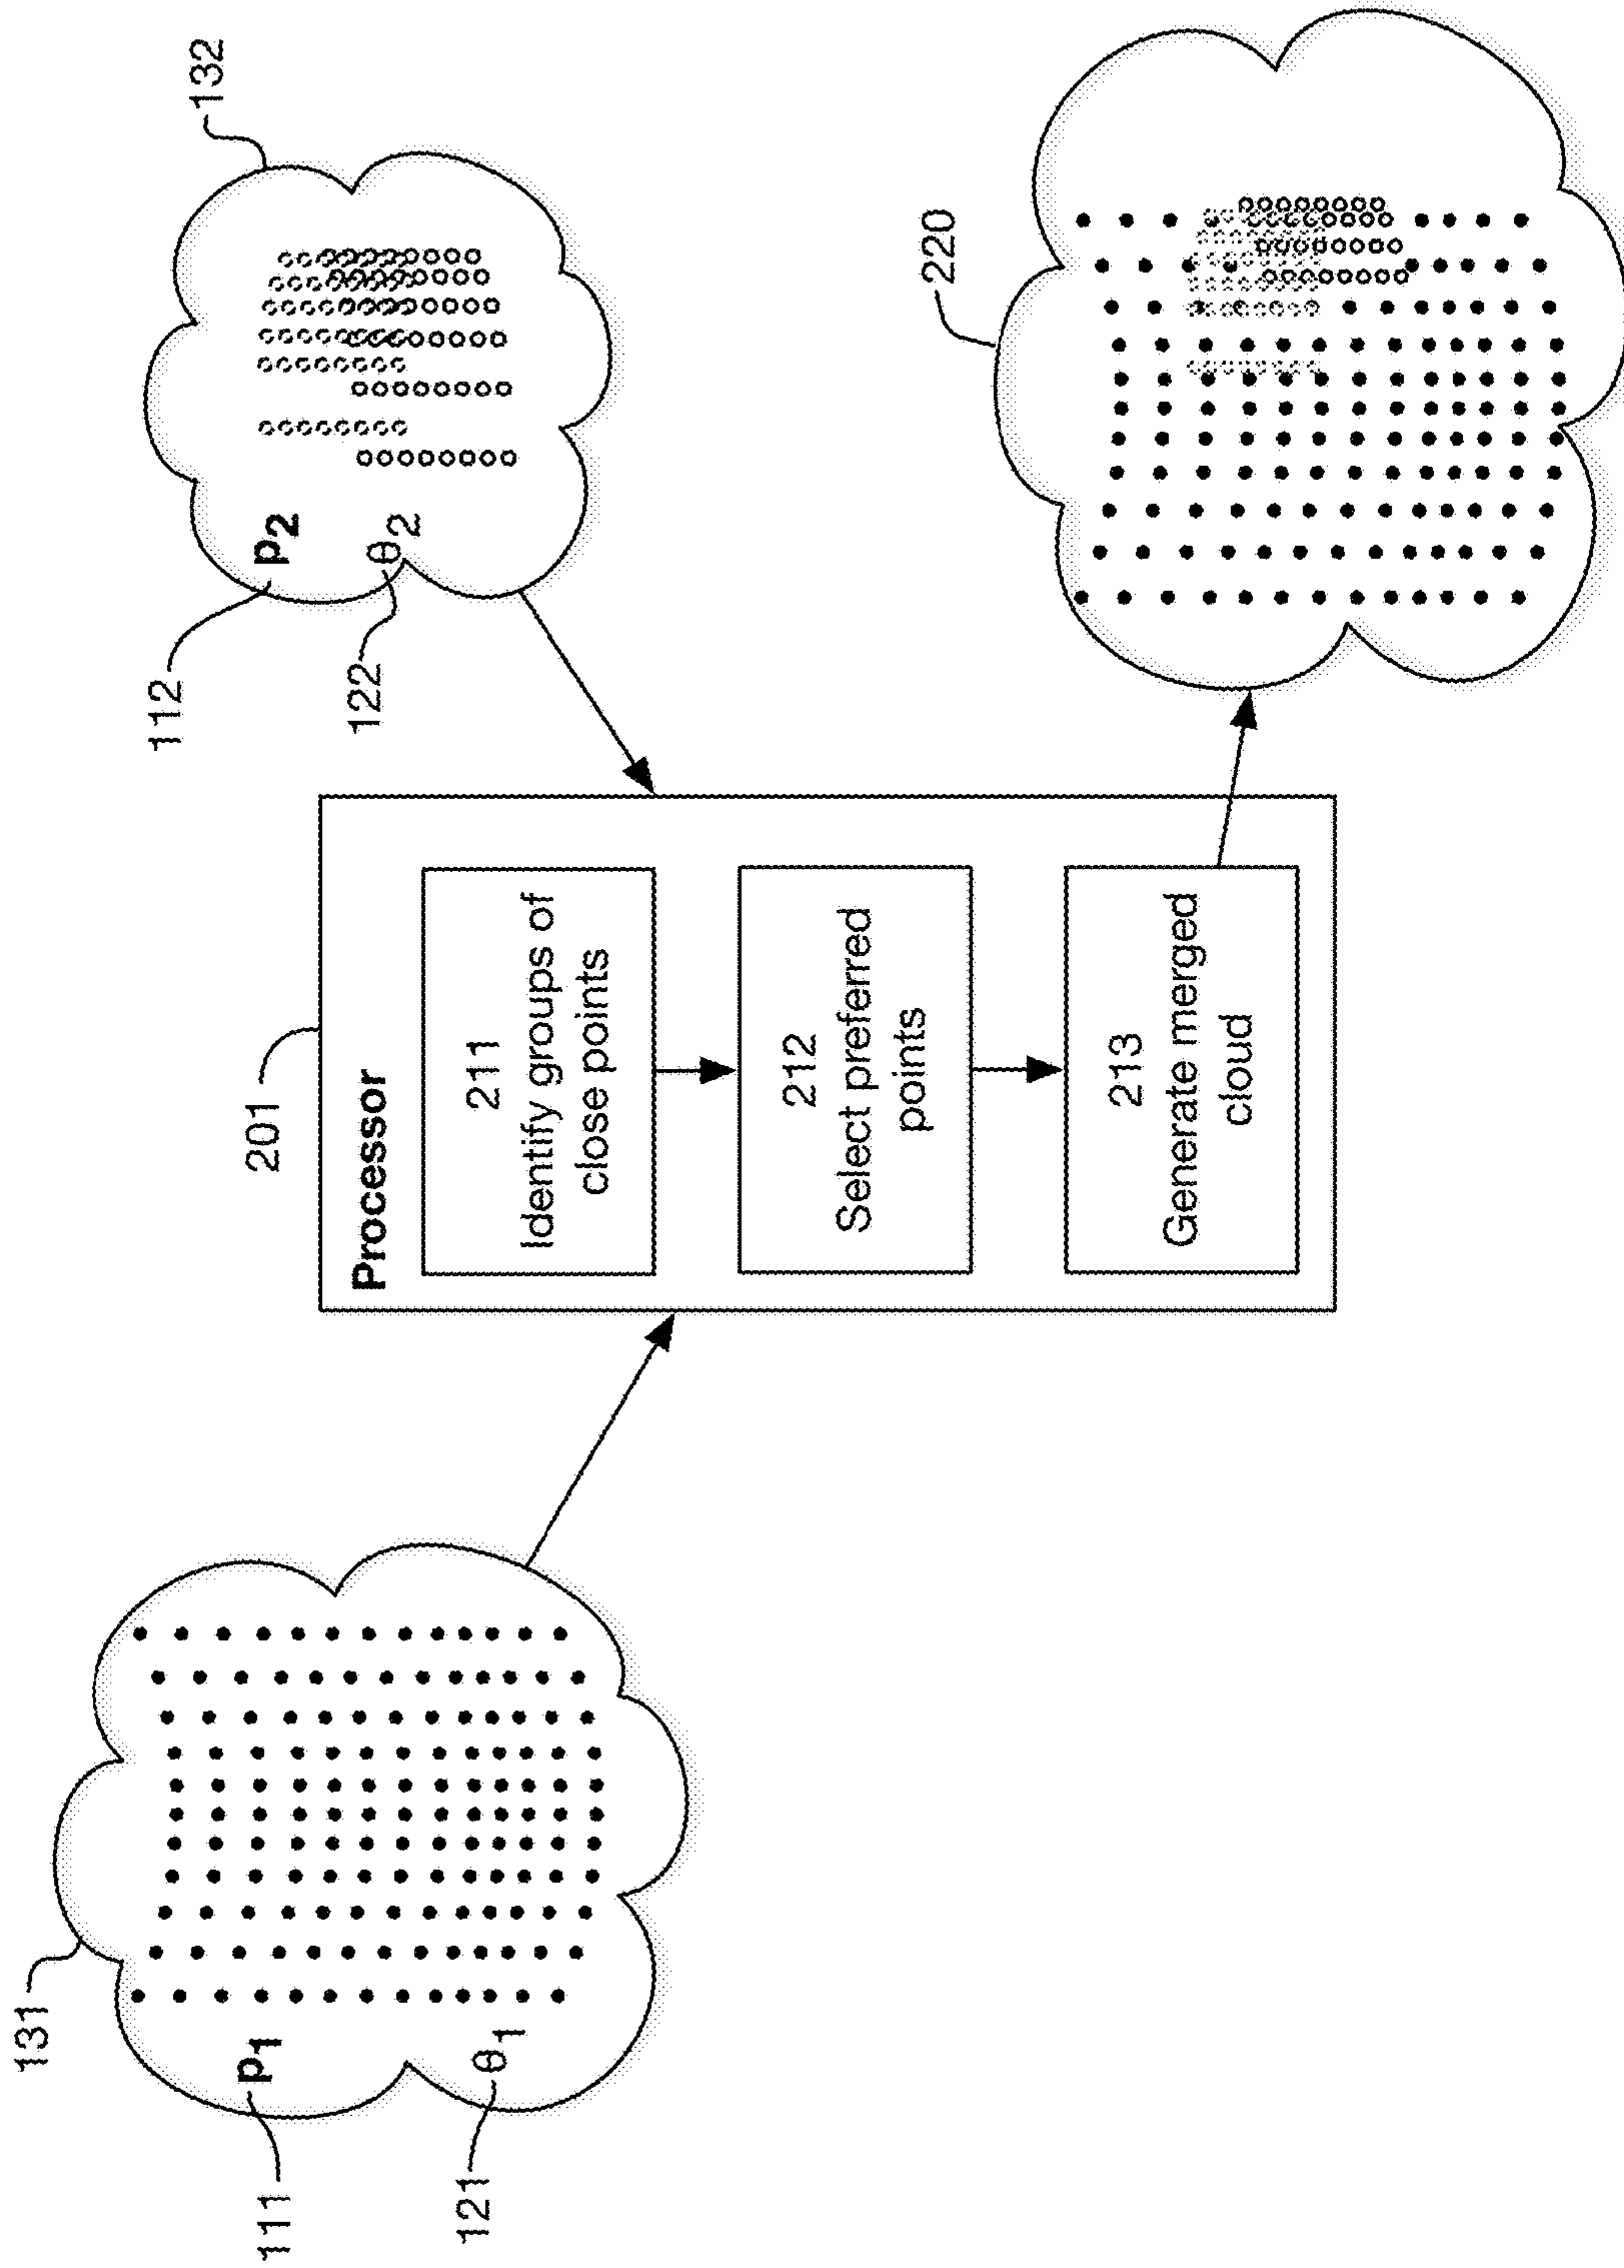 131
111
p1
121
θ1
201
Processor
211
Identify groups of
close points
212
Select preferred
points
213
Generate merged
cloud
132
112
p2
122
θ2
220